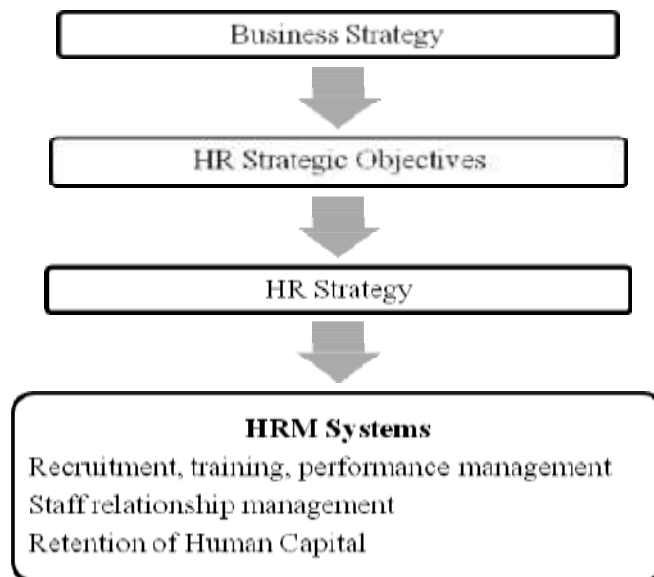 Business Strategy
HR Strategic Objectives
HR Strategy
HRM Systems
Recruitment, training, performance management
Staff relationship management
Retention of Human Capital